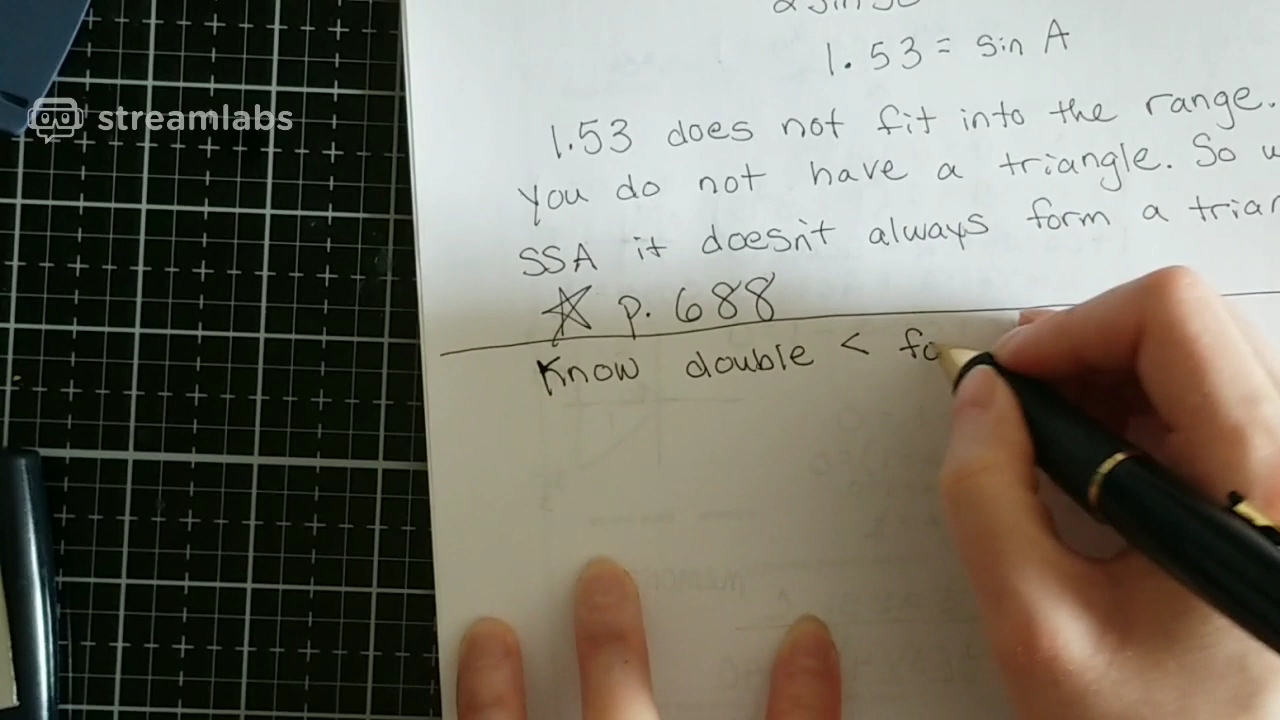 streamlabs
1.53 = sin A
1.53 does not fit into the range.
you do not have a triangle. So
SSA it doesn't always form a
☆ p. 688
Know double < fo